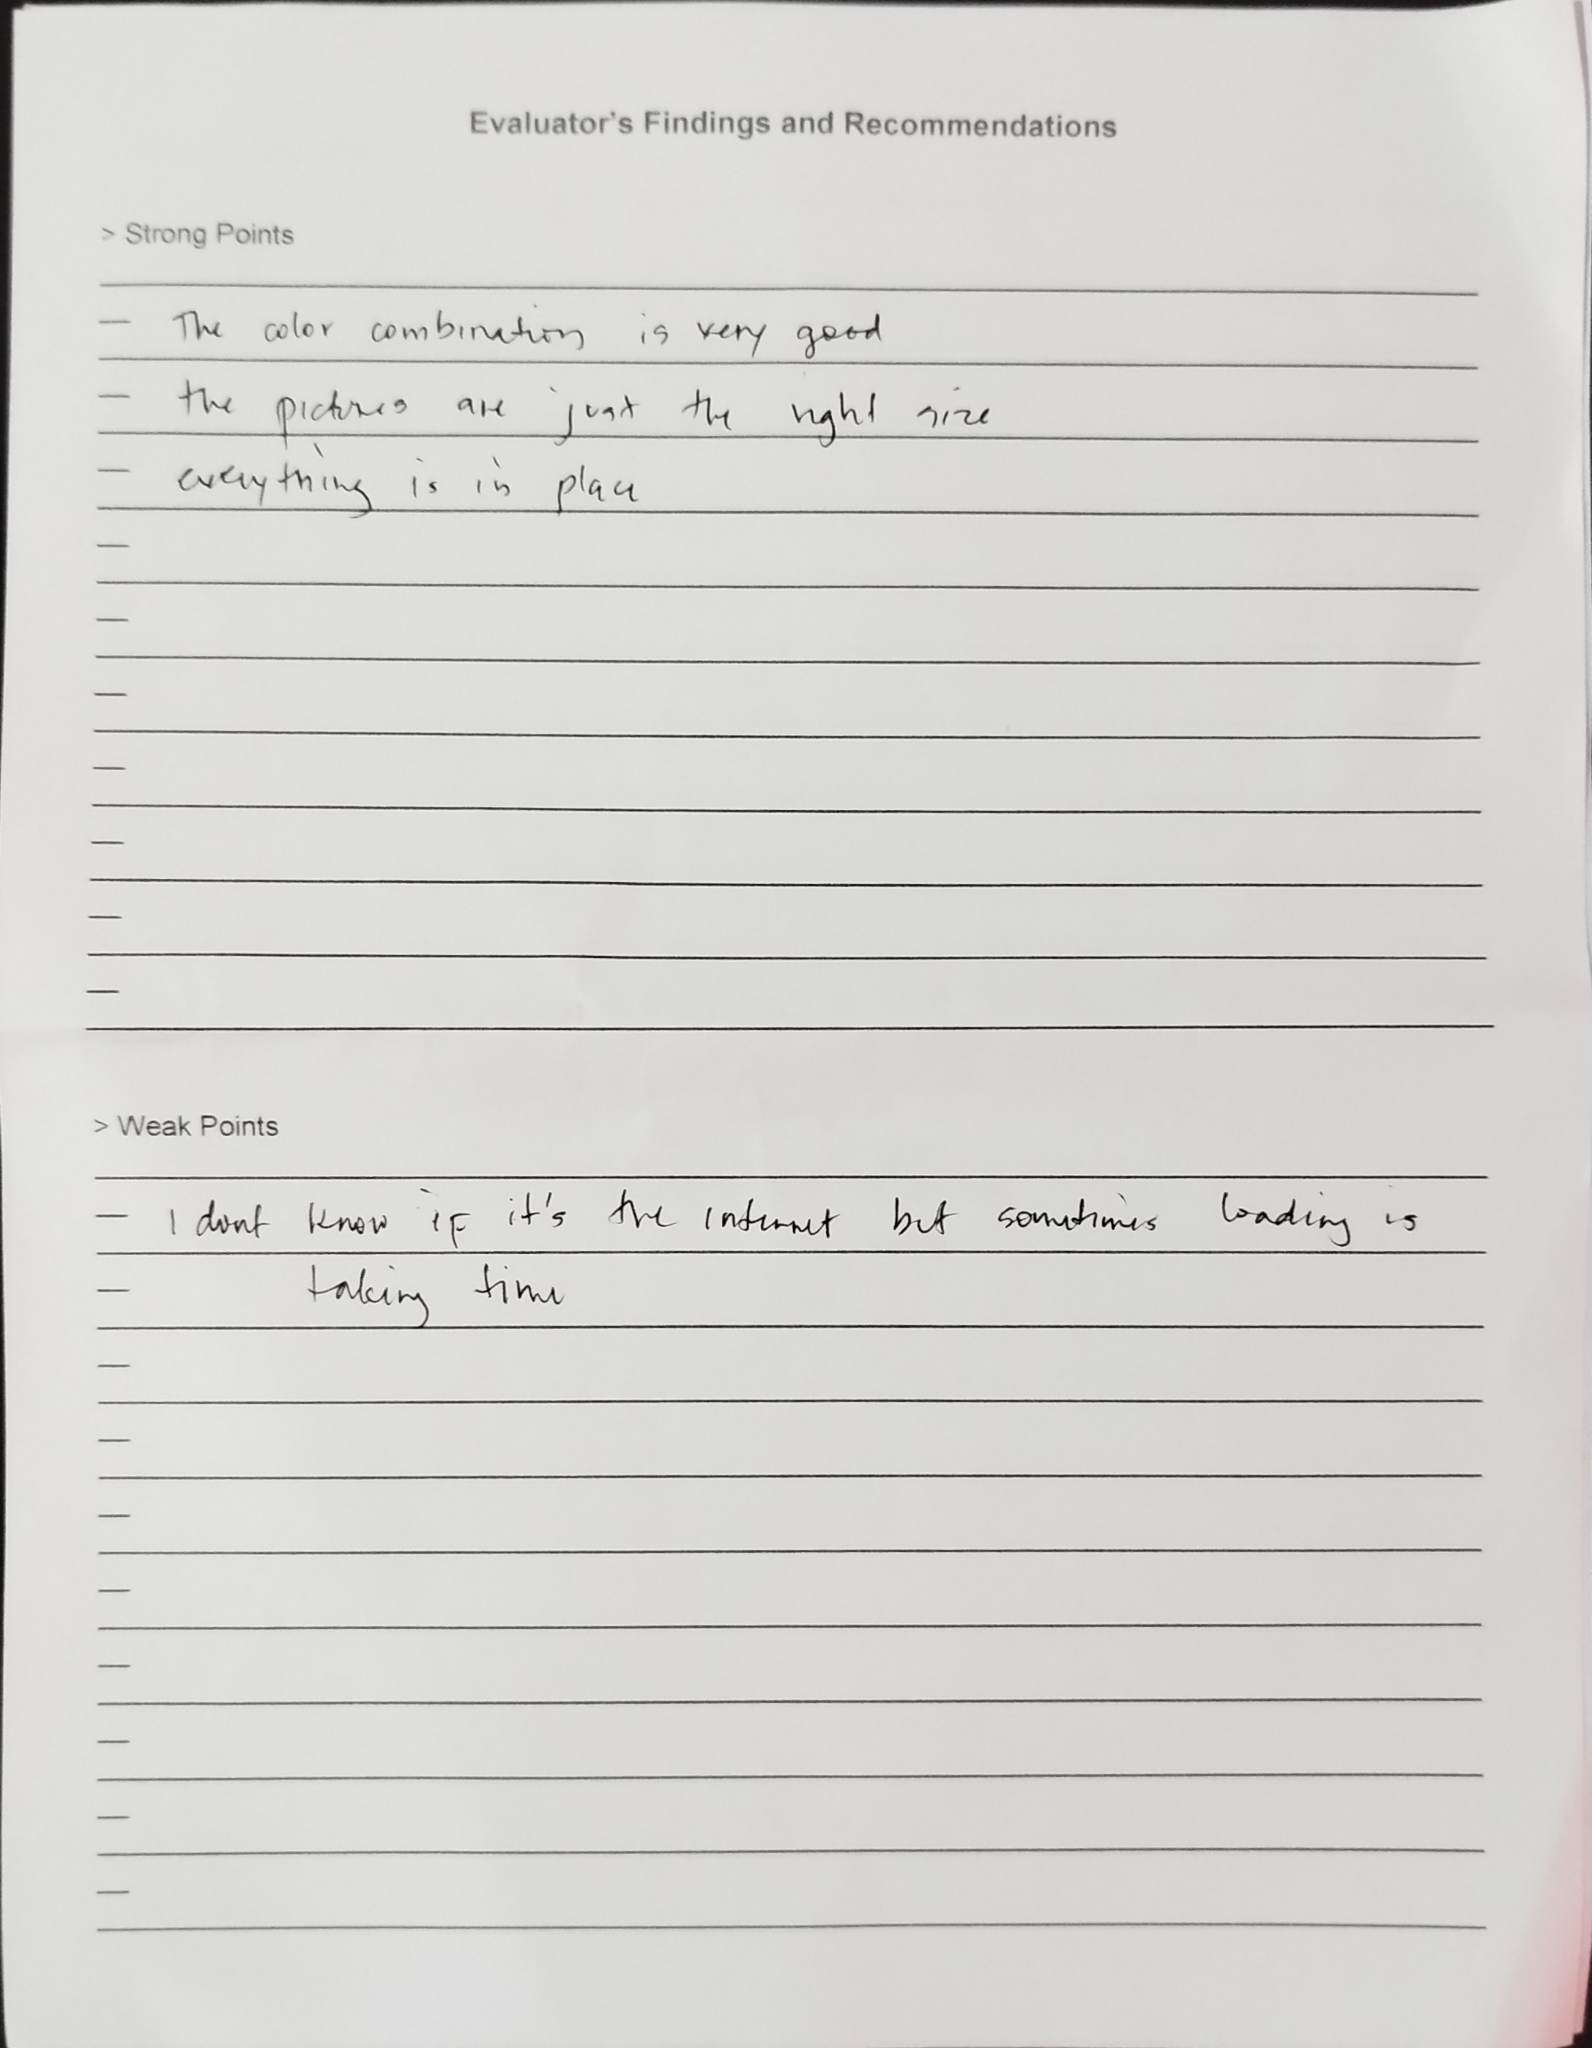 Evaluator's Findings and Recommendations
> Strong Points
— The color combination is very good
— the pictures are just the right size
— everything is in place
—
—
—
—
—
—
—
> Weak Points
— I dont know if it's the internet but sometimes loading is
— taking time
—
—
—
—
—
—
—
—